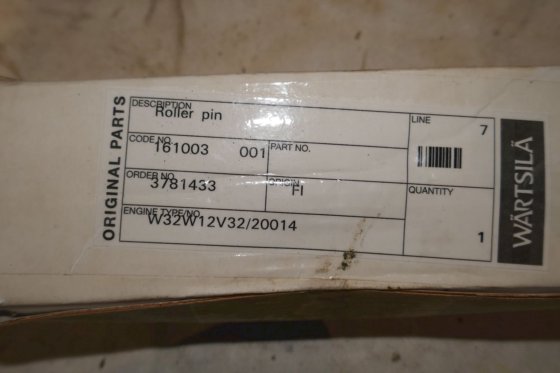 ORIGINAL PARTS
DESCRIPTION
Roller pin
LINE 7
CODE NO.
161003 001
PART NO.
ORDER NO.
3781433
ORIGIN
FI
QUANTITY
1
ENGINE TYPE/NO.
W32W12V32/20014
WÄRTSILÄ